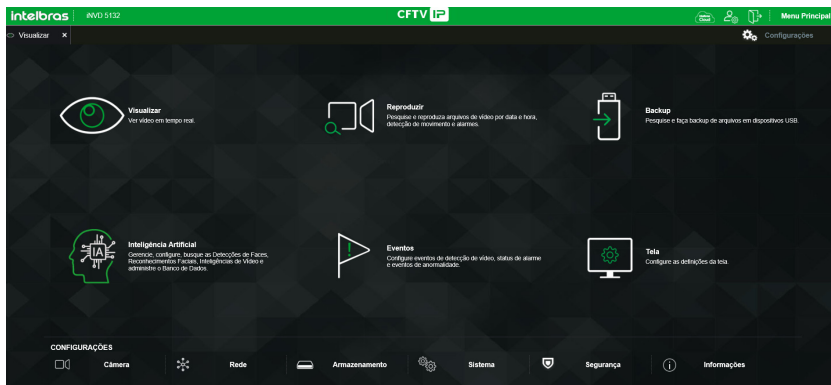 intelbras iNVD 5132 CFTV IP Menu Principal
Visualizar × Configurações
Visualizar
Ver vídeo em tempo real.
Reproduzir
Pesquise e reproduza arquivos de vídeo por data e hora,
detecção de movimento e alarmes.
Backup
Pesquise e faça backup de arquivos em dispositivos USB.
IA
Inteligência Artificial
Gerencie, configure, busque as Detecções de Faces,
Reconhecimentos Faciais, Inteligências de Vídeo e
administre o Banco de Dados.
Eventos
Configure eventos de detecção de vídeo, status de alarme
e eventos de anormalidade.
Tela
Configure as definições da tela.
CONFIGURAÇÕES
Câmera Rede Armazenamento Sistema Segurança Informações